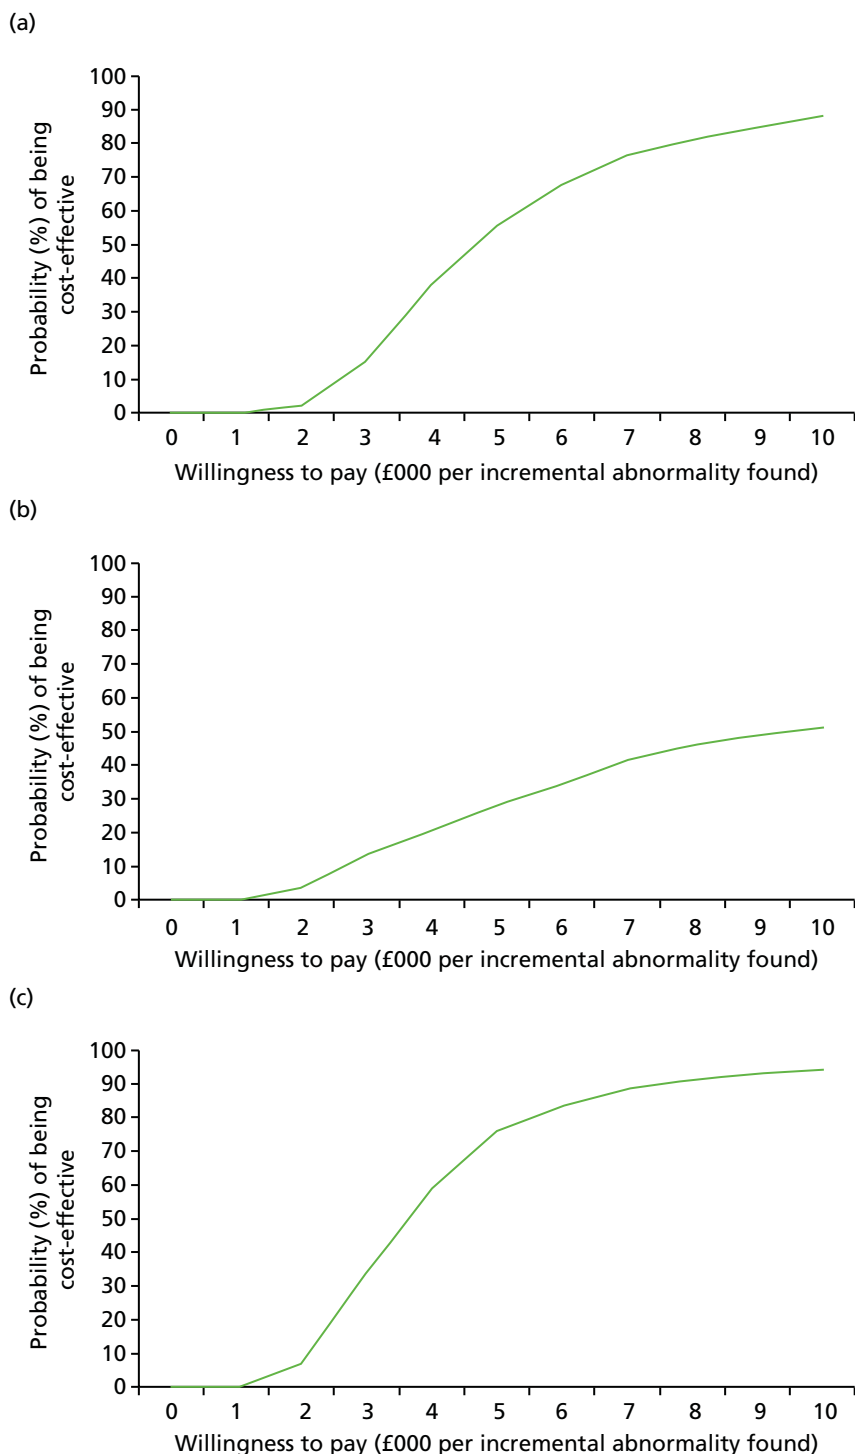 (a)
100
90
80
70
60
50
40
30
20
10
0
Probability (%) of being
cost-effective
0 1 2 3 4 5 6 7 8 9 10
Willingness to pay (£000 per incremental abnormality found)
(b)
100
90
80
70
60
50
40
30
20
10
0
Probability (%) of being
cost-effective
0 1 2 3 4 5 6 7 8 9 10
Willingness to pay (£000 per incremental abnormality found)
(c)
100
90
80
70
60
50
40
30
20
10
0
Probability (%) of being
cost-effective
0 1 2 3 4 5 6 7 8 9 10
Willingness to pay (£000 per incremental abnormality found)